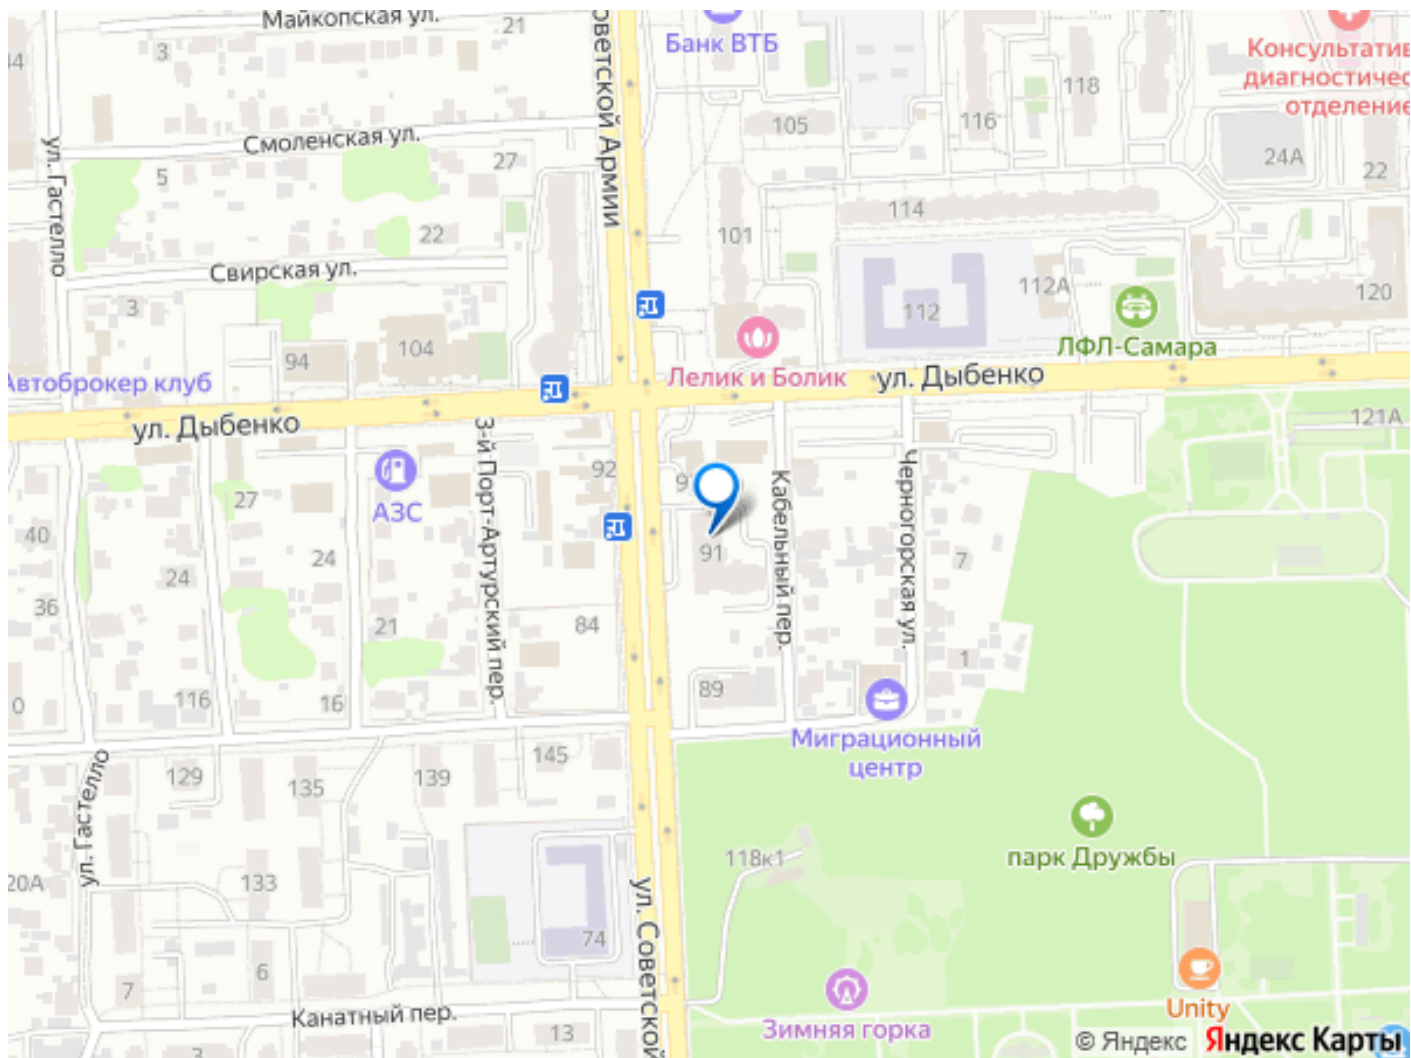 Майкопская ул.
21
3
Банк ВТБ
Консультатив
диагностичес
отделение
44
118
116
105
24А
22
Смоленская ул.
27
5
ул. Гастелло
оветской Армии
114
22
101
Свирская ул.
3
112А
112
120
ЛФЛ-Самара
94
104
Лелик и Болик
Автоброкер клуб
ул. Дыбенко
ул. Дыбенко
121А
92
9
АЗС
27
3-й Порт-Артурский пер.
Кабельный пер.
Черногорская ул.
40
24
24
91
7
36
21
84
1
0
116
16
89
Миграционный
центр
145
129
135
139
ул. Гастелло
118к1
парк Дружбы
20А
133
74
ул. Советской
6
7
Зимняя горка
Unity
Канатный пер.
13
3
© Яндекс Яндекс Карты